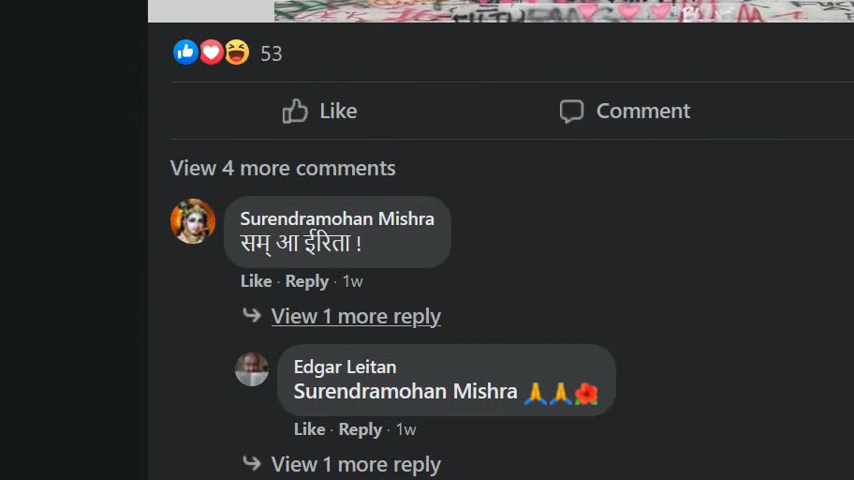 53
Like
Comment
View 4 more comments
Surendramohan Mishra
सम् आ ईरिता !
Like · Reply · 1w
View 1 more reply
Edgar Leitan
Surendramohan Mishra 🙏🙏🌺
Like · Reply · 1w
View 1 more reply